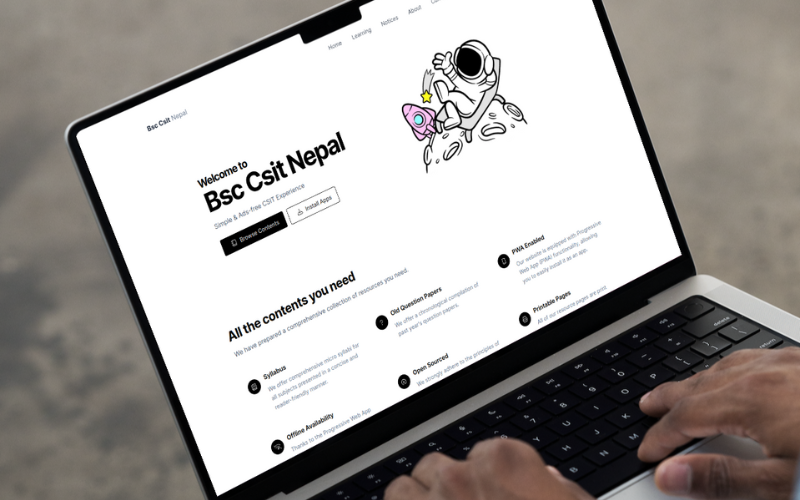 Bsc Csit Nepal
Home Learning Notices About
Welcome to
Bsc Csit Nepal
Simple & Ads-free CSIT Experience
Browse Contents
Install Apps
All the contents you need
We have prepared a comprehensive collection of resources you need.
Syllabus
We offer comprehensive micro syllabi for
all subjects presented in a concise and
reader-friendly manner.
Old Question Papers
We offer a chronological compilation of
past year's question papers.
PWA Enabled
Our website is equipped with Progressive
Web App (PWA) functionality, allowing
you to easily install it as an app.
Offline Availability
Thanks to the Progressive Web App
Open Sourced
We strongly adhere to the principles of
Printable Pages
All of our resource pages are print